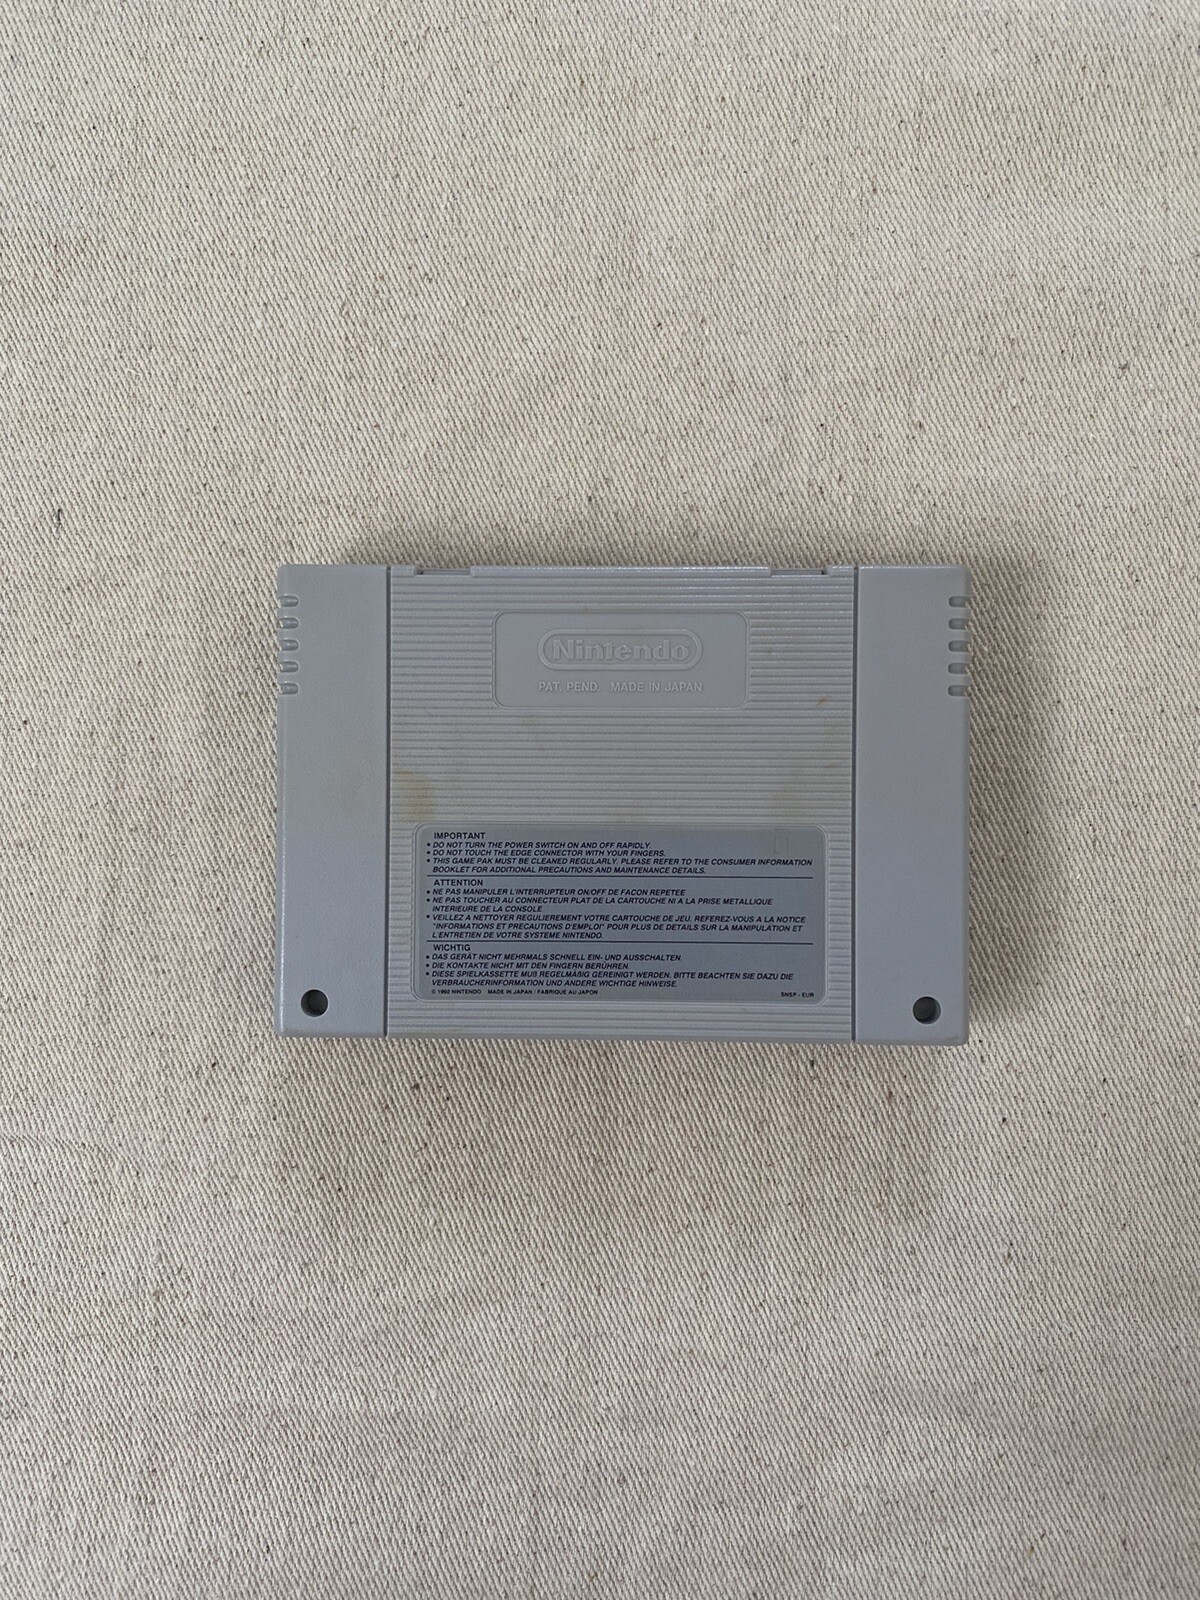 Nintendo
PAT. PEND. MADE IN JAPAN
IMPORTANT
• DO NOT TURN THE POWER SWITCH ON AND OFF RAPIDLY.
• DO NOT TOUCH THE EDGE CONNECTOR WITH YOUR FINGERS.
• THIS GAME PAK MUST BE CLEANED REGULARLY. PLEASE REFER TO THE CONSUMER INFORMATION
BOOKLET FOR ADDITIONAL PRECAUTIONS AND MAINTENANCE DETAILS.
ATTENTION
• NE PAS MANIPULER L'INTERRUPTEUR ON/OFF DE FACON REPETEE
• NE PAS TOUCHER AU CONNECTEUR PLAT DE LA CARTOUCHE NI A LA PRISE METALLIQUE
INTERIEURE DE LA CONSOLE
• VEILLEZ A NETTOYER REGULIEREMENT VOTRE CARTOUCHE DE JEU. REFEREZ-VOUS A LA NOTICE
"INFORMATIONS ET PRECAUTIONS D'EMPLOI" POUR PLUS DE DETAILS SUR LA MANIPULATION ET
L'ENTRETIEN DE VOTRE SYSTEME NINTENDO.
WICHTIG
• DAS GERÄT NICHT MEHRMALS SCHNELL EIN- UND AUSSCHALTEN.
• DIE KONTAKTE NICHT MIT DEN FINGERN BERÜHREN.
• DIESE SPIELKASSETTE MUß REGELMÄßIG GEREINIGT WERDEN. BITTE BEACHTEN SIE DAZU DIE
VERBRAUCHERINFORMATION UND ANDERE WICHTIGE HINWEISE.
© 1992 NINTENDO MADE IN JAPAN / FABRIQUE AU JAPON SNSP - EUR